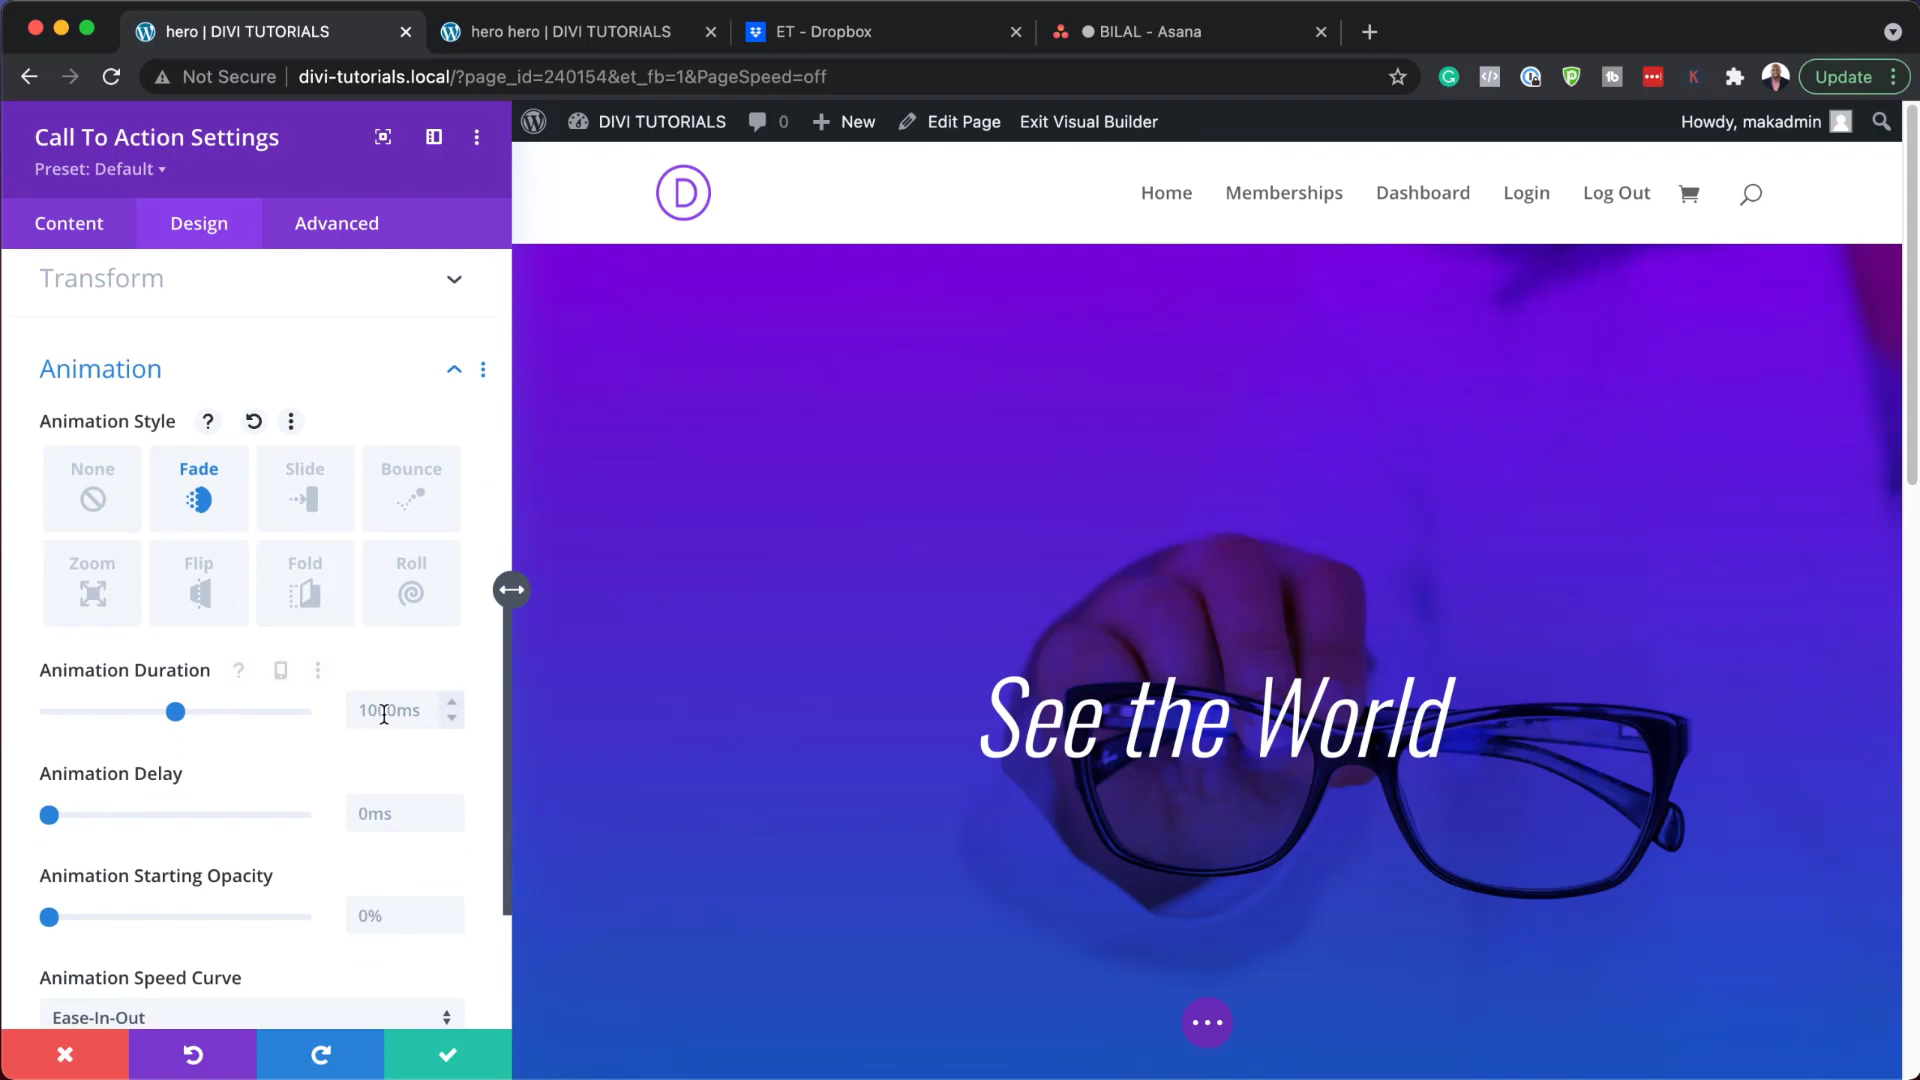 hero | DIVI TUTORIALS
hero hero | DIVI TUTORIALS
ET - Dropbox
BILAL - Asana
Not Secure
divi-tutorials.local/?page_id=240154&et_fb=1&PageSpeed=off
Update
Call To Action Settings
Preset: Default
Content
Design
Advanced
DIVI TUTORIALS
0
New
Edit Page
Exit Visual Builder
Howdy, makadmin
D
Home
Memberships
Dashboard
Login
Log Out
Transform
Animation
Animation Style
?
None
Fade
Slide
Bounce
Zoom
Flip
Fold
Roll
Animation Duration
?
1000ms
Animation Delay
0ms
Animation Starting Opacity
0%
Animation Speed Curve
Ease-In-Out
See the World